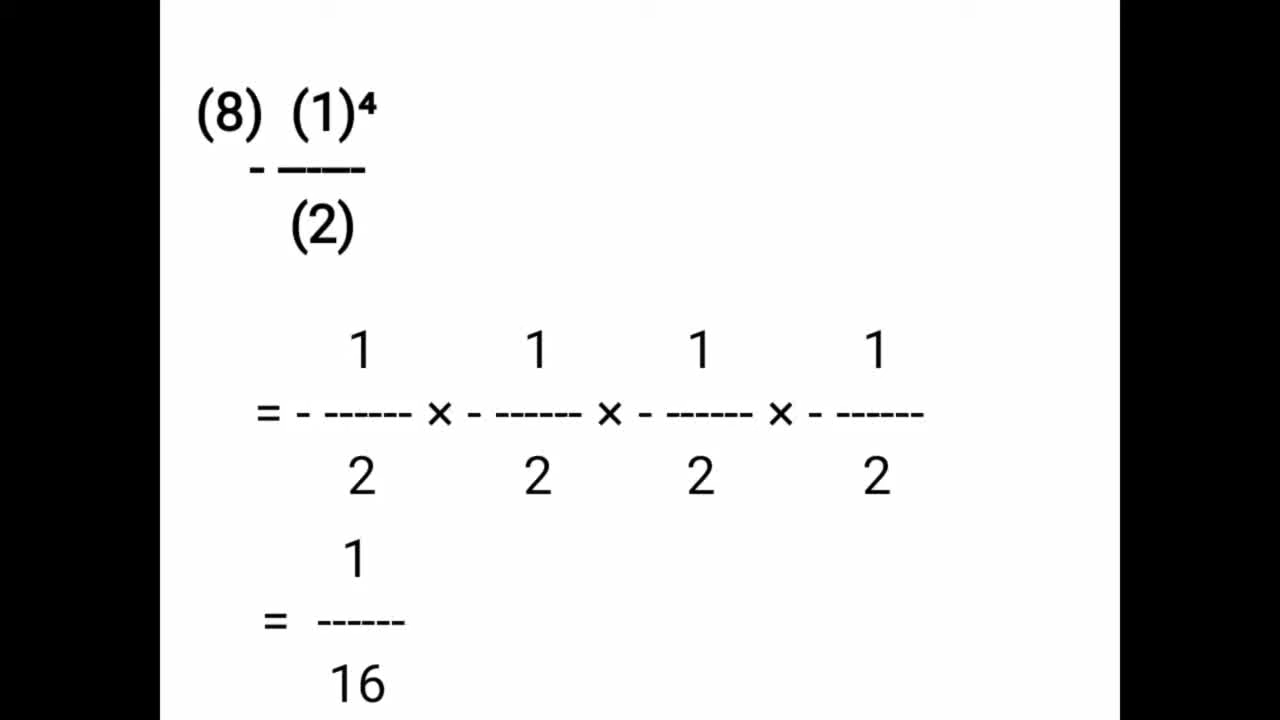 (8) (1)⁴
- ------
(2)
1 1 1 1
= - ------ × - ------ × - ------ × - ------
2 2 2 2
1
= ------
16